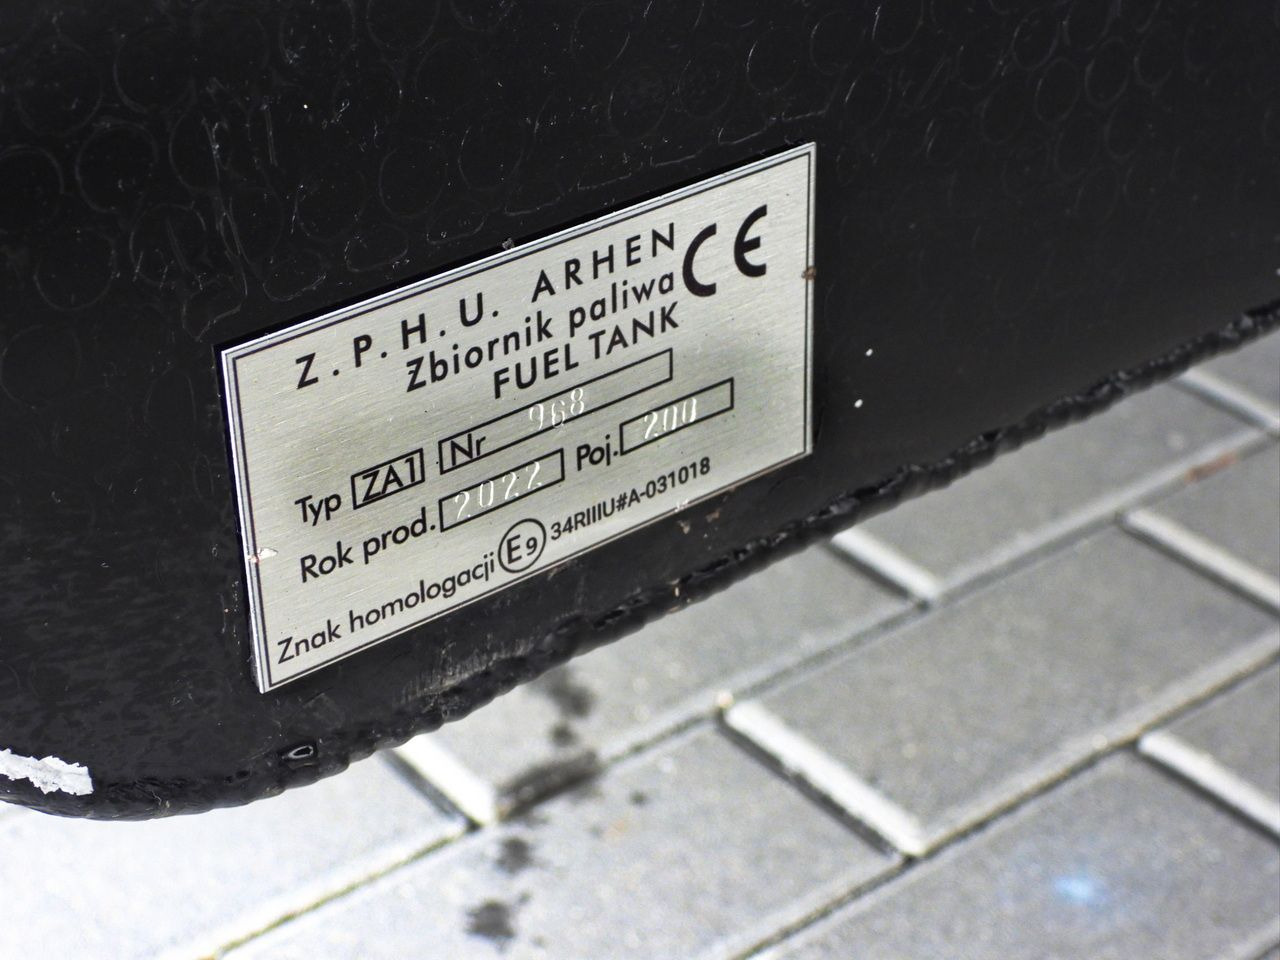 Z.P.H.U. ARHEN CE
Zbiornik paliwa
FUEL TANK
Typ ZA1 Nr 968
Rok prod. 2022 Poj. 200
Znak homologacji E9 34RIIIU#A-031018